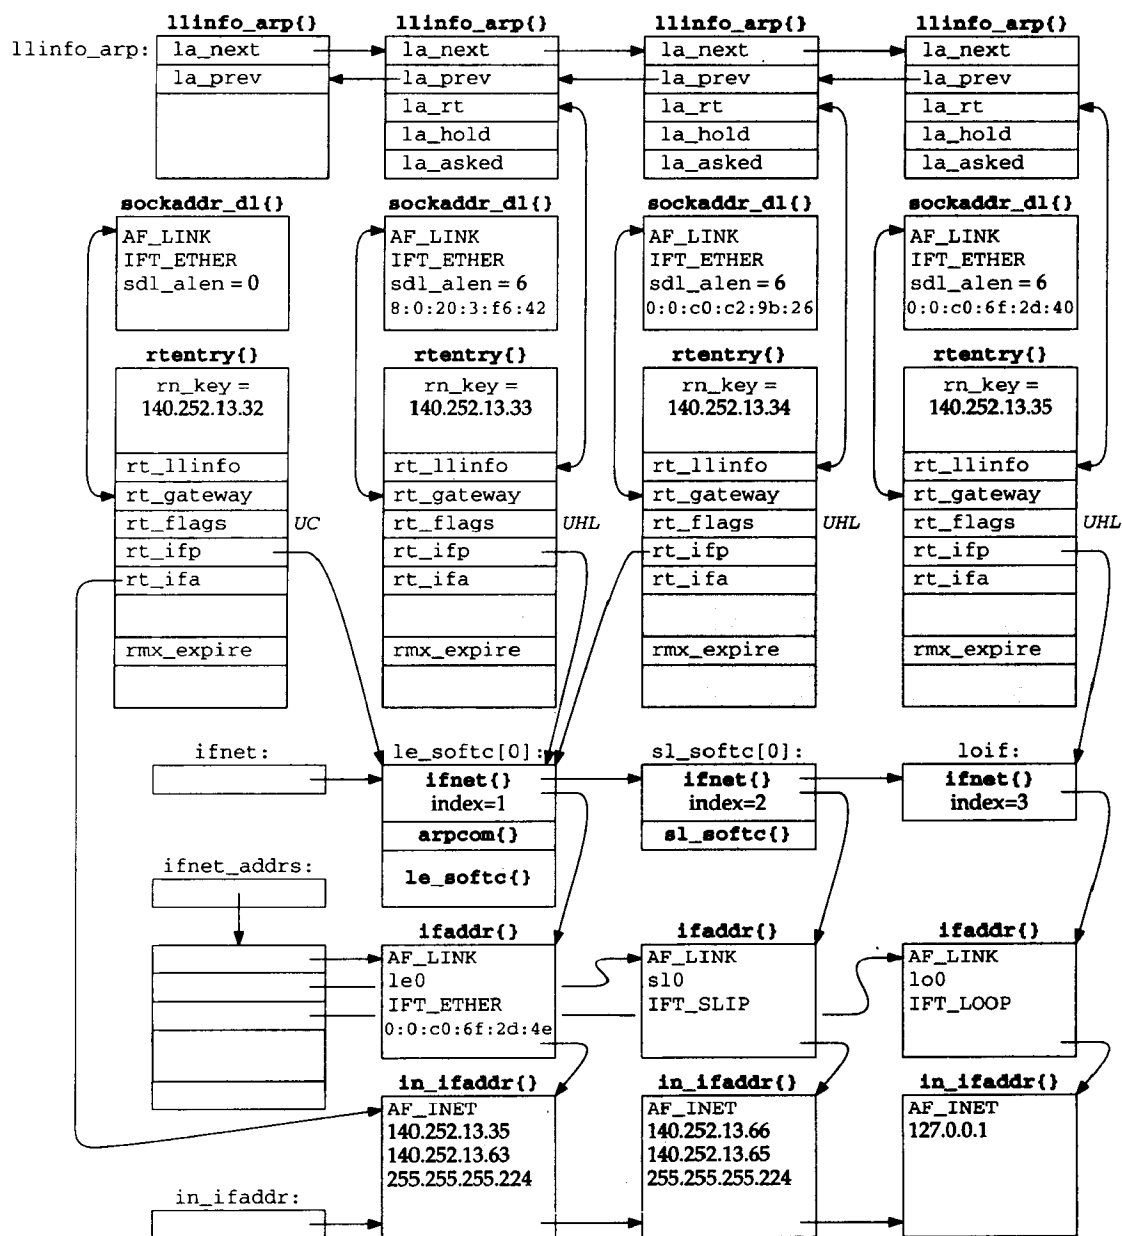 llinfo_arp{} llinfo_arp{} llinfo_arp{} llinfo_arp{}
llinfo_arp: la_next la_next la_next la_next
la_prev la_prev la_prev la_prev
la_rt la_rt la_rt
la_hold la_hold la_hold
la_asked la_asked la_asked
sockaddr_dl{} sockaddr_dl{} sockaddr_dl{} sockaddr_dl{}
AF_LINK AF_LINK AF_LINK AF_LINK
IFT_ETHER IFT_ETHER IFT_ETHER IFT_ETHER
sdl_alen = 0 sdl_alen = 6 sdl_alen = 6 sdl_alen = 6
8:0:20:3:f6:42 0:0:c0:c2:9b:26 0:0:c0:6f:2d:40
rtentry{} rtentry{} rtentry{} rtentry{}
rn_key = rn_key = rn_key = rn_key =
140.252.13.32 140.252.13.33 140.252.13.34 140.252.13.35
rt_llinfo rt_llinfo rt_llinfo rt_llinfo
rt_gateway rt_gateway rt_gateway rt_gateway
rt_flags UC rt_flags UHL rt_flags UHL rt_flags UHL
rt_ifp rt_ifp rt_ifp rt_ifp
rt_ifa rt_ifa rt_ifa rt_ifa
rmx_expire rmx_expire rmx_expire rmx_expire
ifnet: le_softc[0]: sl_softc[0]: loif:
ifnet{} ifnet{} ifnet{}
index=1 index=2 index=3
arpcom{} sl_softc{}
ifnet_addrs: le_softc{}
ifaddr{} ifaddr{} ifaddr{}
AF_LINK AF_LINK AF_LINK
le0 sl0 lo0
IFT_ETHER IFT_SLIP IFT_LOOP
0:0:c0:6f:2d:4e
in_ifaddr{} in_ifaddr{} in_ifaddr{}
AF_INET AF_INET AF_INET
140.252.13.35 140.252.13.66 127.0.0.1
140.252.13.63 140.252.13.65
255.255.255.224 255.255.255.224
in_ifaddr: